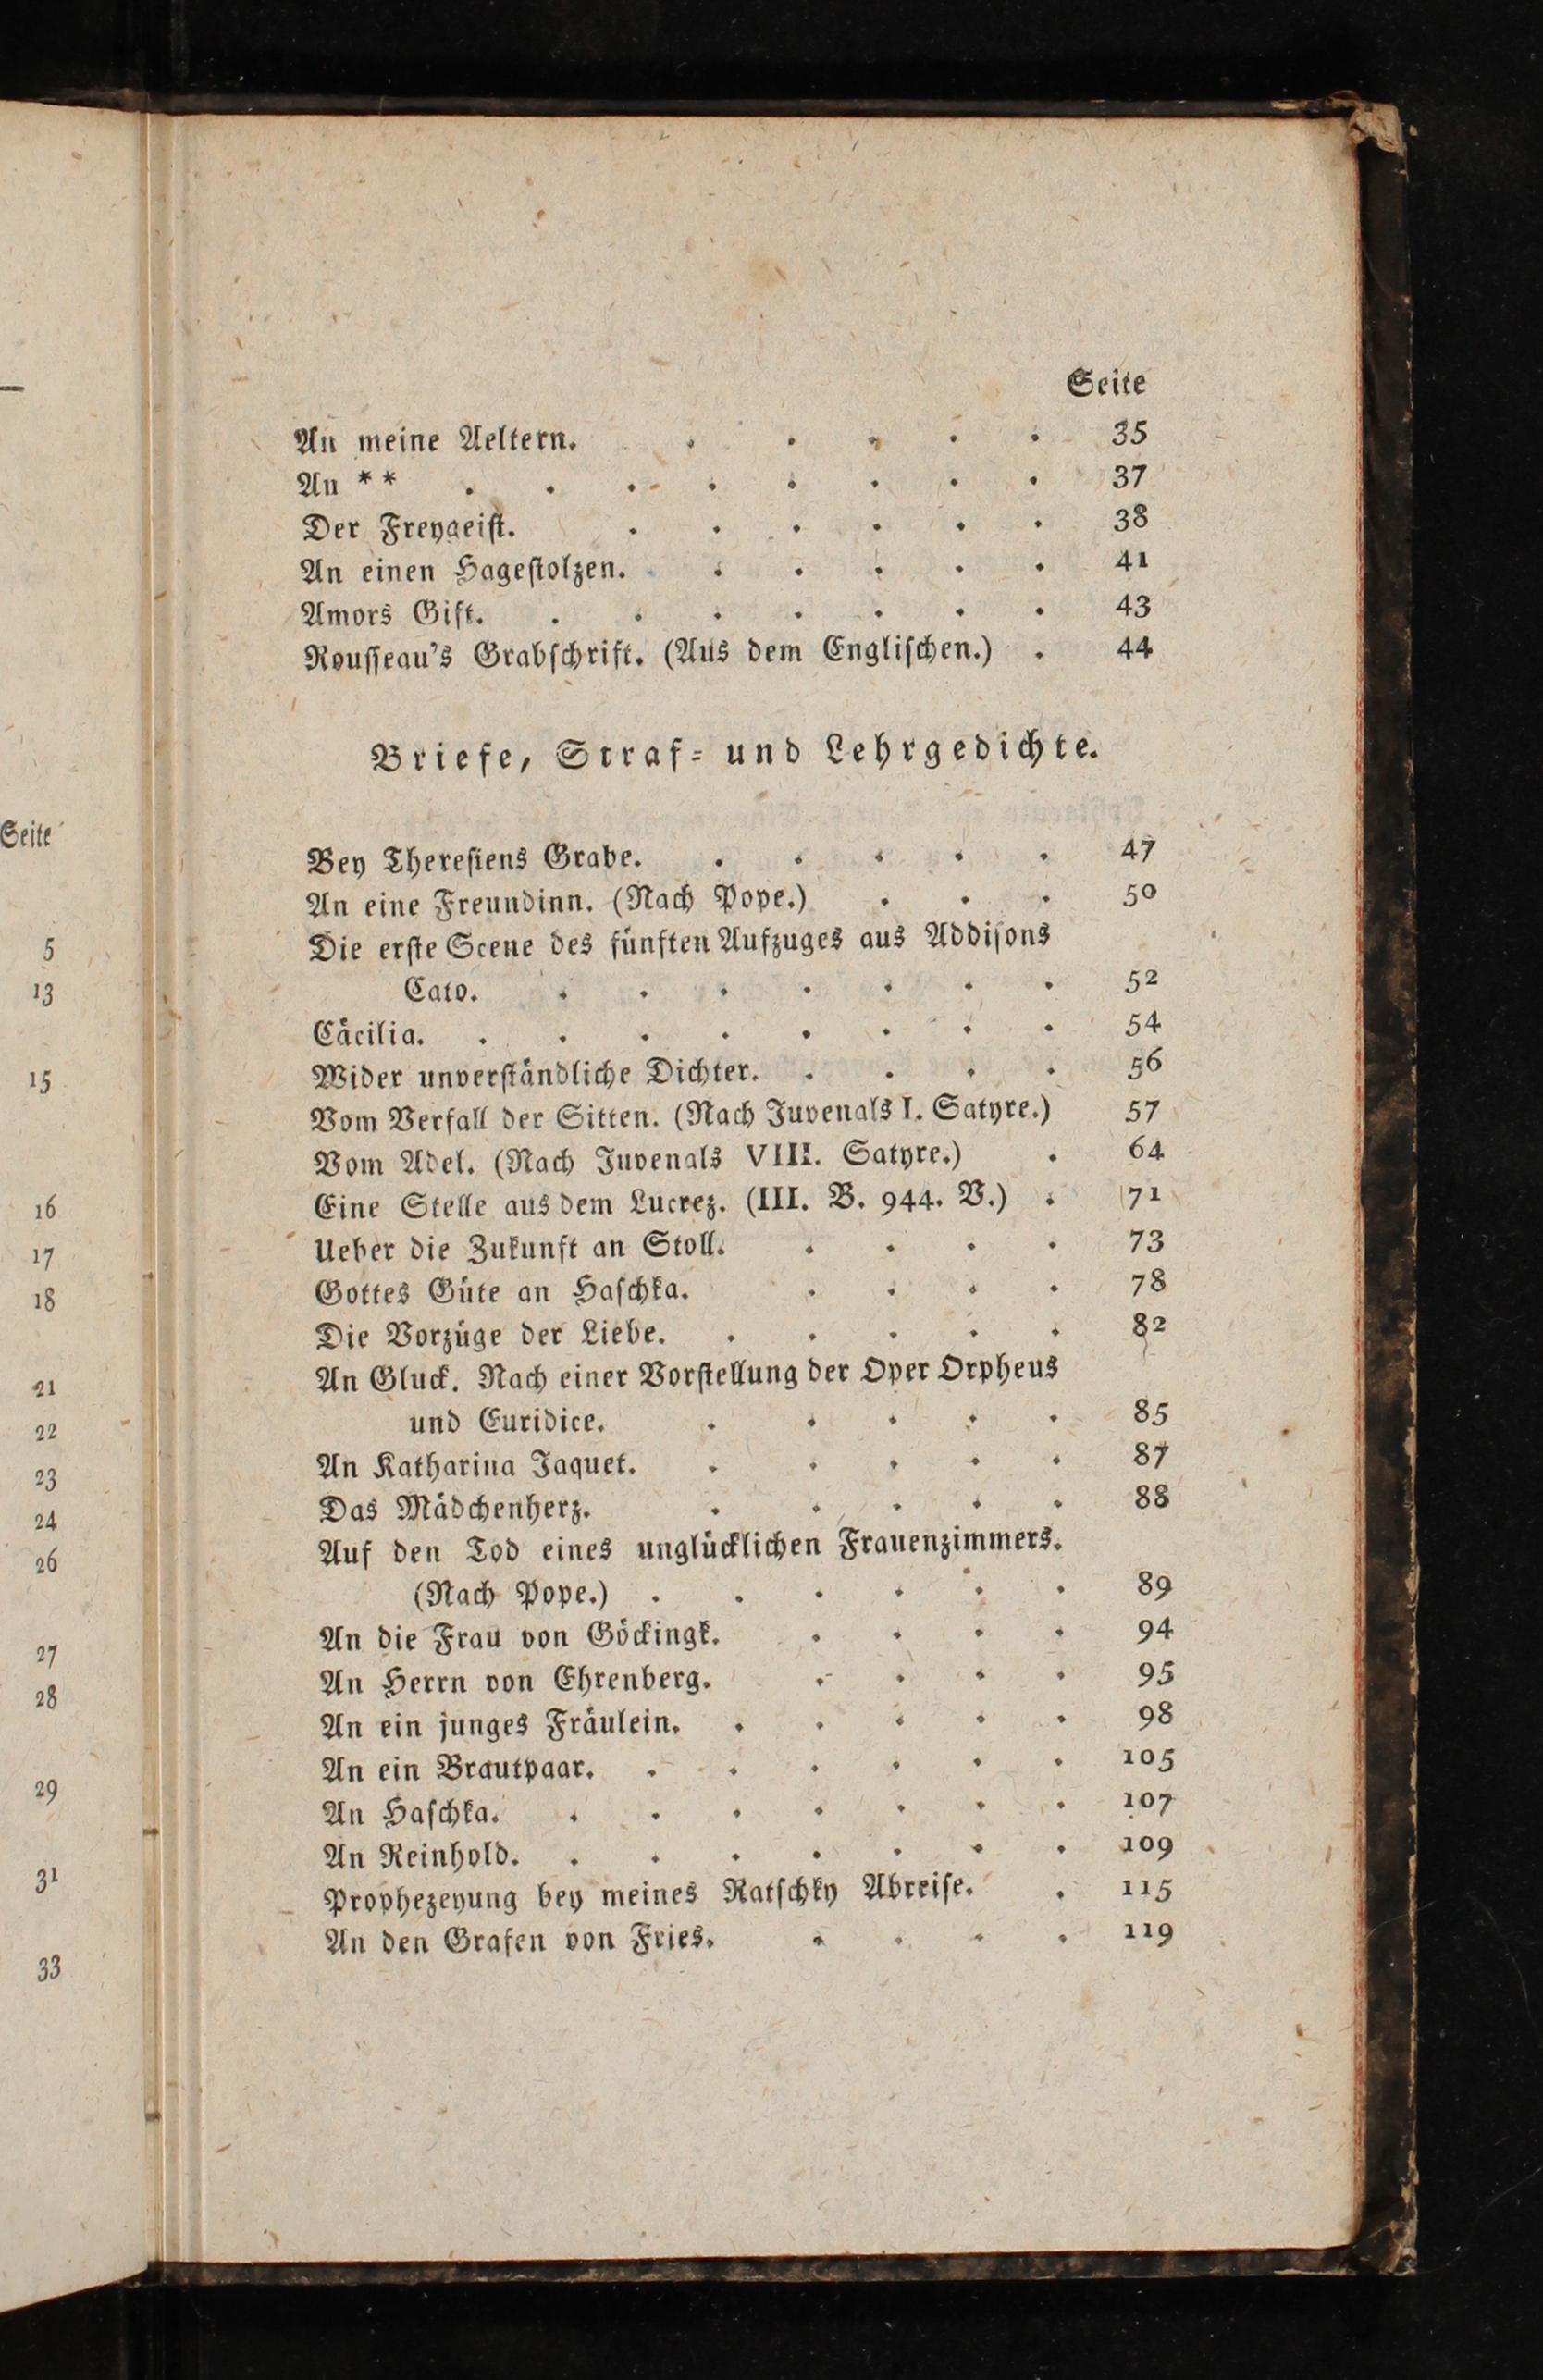 Seite
5
13
15
16
17
18
21
22
23
24
26
27
28
29
31
33
Seite
An meine Aeltern. . . . . . 35
An ** . . . . . . . . 37
Der Freygeiſt. . . . . . . 38
An einen Hageſtolzen. . . . . . 41
Amors Gift. . . . . . . . 43
Rouſſeau's Grabſchrift. (Aus dem Engliſchen.) . 44
Briefe, Straf- und Lehrgedichte.
Bey Thereſiens Grabe. . . . . . 47
An eine Freundinn. (Nach Pope.) . . . 50
Die erſte Scene des fünften Aufzuges aus Addiſons
Cato. . . . . . . . 52
Cäcilia. . . . . . . . . 54
Wider unverſtändliche Dichter. . . . . 56
Vom Verfall der Sitten. (Nach Juvenals I. Satyre.) 57
Vom Adel. (Nach Juvenals VIII. Satyre.) . 64
Eine Stelle aus dem Lucrez. (III. B. 944. V.) . 71
Ueber die Zukunft an Stoll. . . . . 73
Gottes Güte an Haſchka. . . . . 78
Die Vorzüge der Liebe. . . . . . 82
An Gluck. Nach einer Vorſtellung der Oper Orpheus
und Euridice. . . . . . 85
An Katharina Jaquet. . . . . . 87
Das Mädchenherz. . . . . . 88
Auf den Tod eines unglücklichen Frauenzimmers.
(Nach Pope.) . . . . . . 89
An die Frau von Göckingk. . . . . 94
An Herrn von Ehrenberg. . . . . 95
An ein junges Fräulein. . . . . . 98
An ein Brautpaar. . . . . . . 105
An Haſchka. . . . . . . . 107
An Reinhold. . . . . . . . 109
Prophezeyung bey meines Ratſchky Abreiſe. . 115
An den Grafen von Fries. . . . . 119